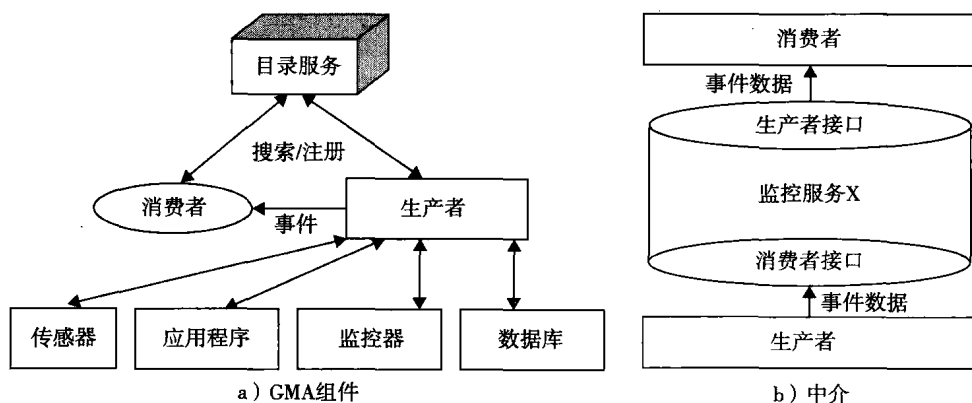 目录服务
搜索/注册
消费者
事件
生产者
传感器
应用程序
监控器
数据库
a）GMA组件
消费者
事件数据
生产者接口
监控服务X
消费者接口
事件数据
生产者
b）中介